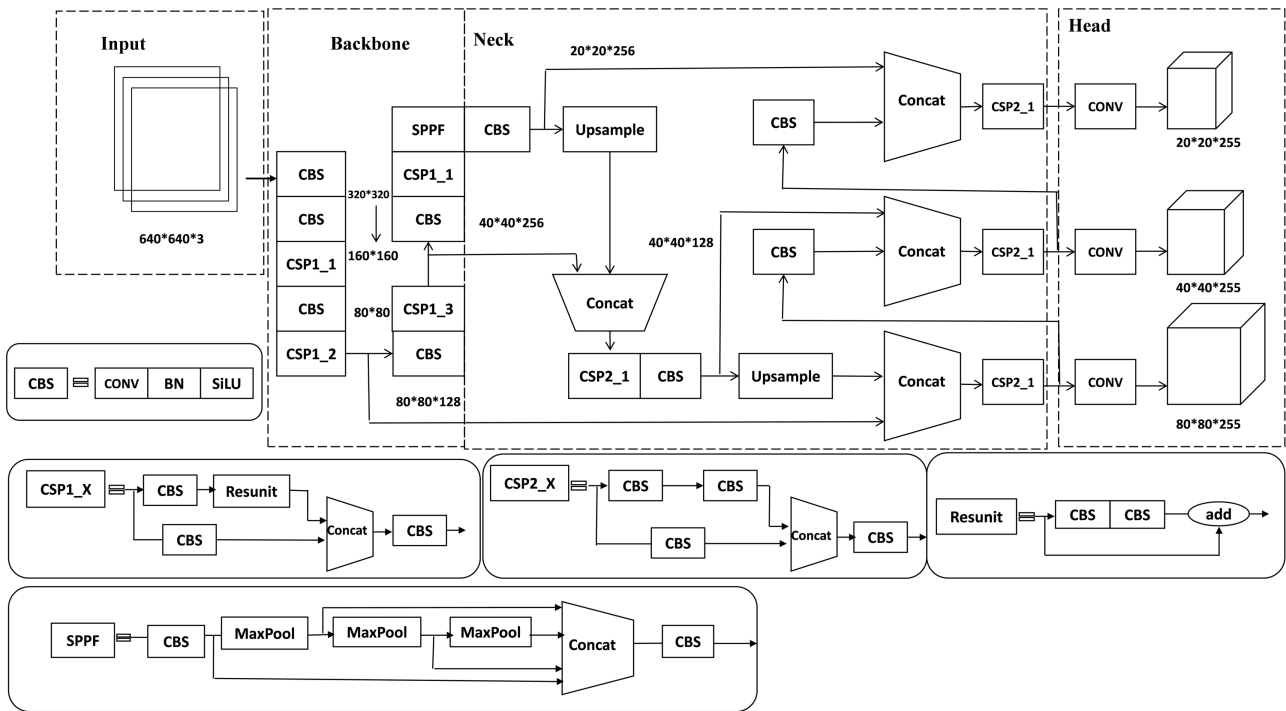 Input
640*640*3
Backbone
CBS
CBS
CSP1_1
CBS
CSP1_2
320*320
160*160
80*80
SPPF
CSP1_1
CBS
CSP1_3
CBS
80*80*128
Neck
CBS
20*20*256
Upsample
40*40*256
Concat
CSP2_1
CBS
40*40*128
Upsample
CBS
Concat
CSP2_1
CBS
Concat
CSP2_1
Concat
CSP2_1
Head
CONV
20*20*255
CONV
40*40*255
CONV
80*80*255
CBS
CONV
BN
SiLU
CSP1_X
CBS
Resunit
CBS
Concat
CBS
CSP2_X
CBS
CBS
CBS
Concat
CBS
Resunit
CBS
CBS
add
SPPF
CBS
MaxPool
MaxPool
MaxPool
Concat
CBS